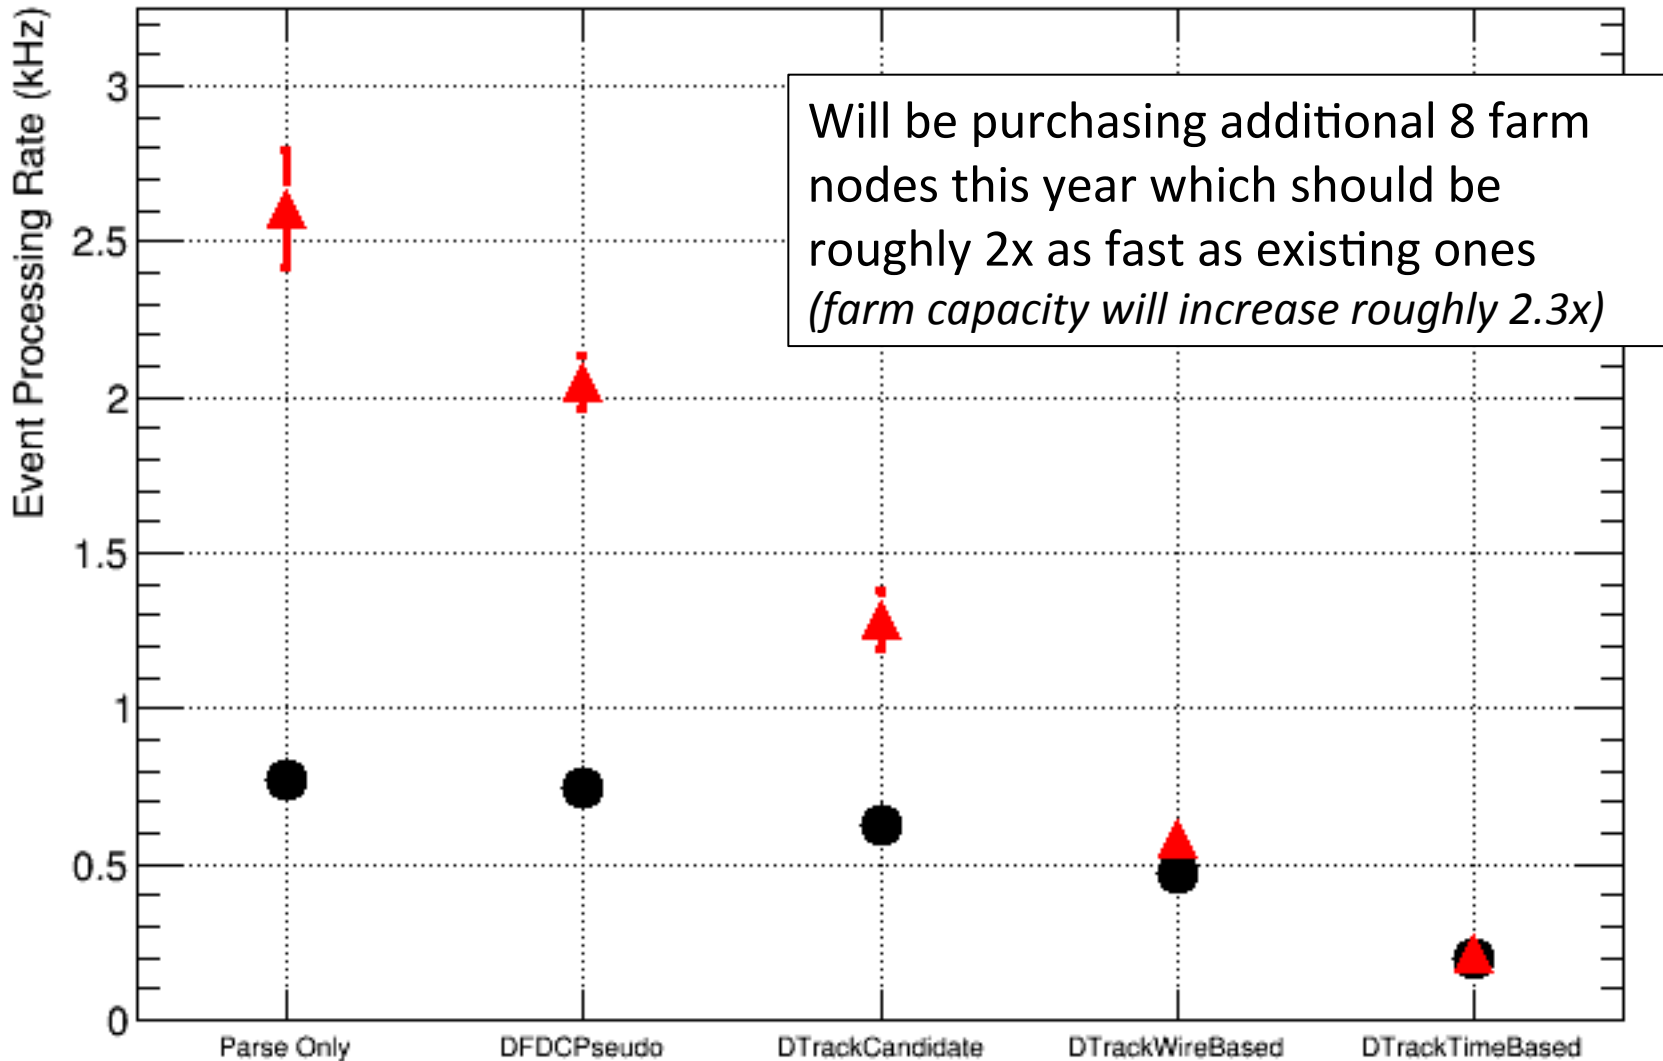 Event Processing Rate (kHz)
3
2.5
2
1.5
1
0.5
0
Will be purchasing additional 8 farm
nodes this year which should be
roughly 2x as fast as existing ones
(farm capacity will increase roughly 2.3x)
Parse Only DFDCPseudo DTrackCandidate DTrackWireBased DTrackTimeBased